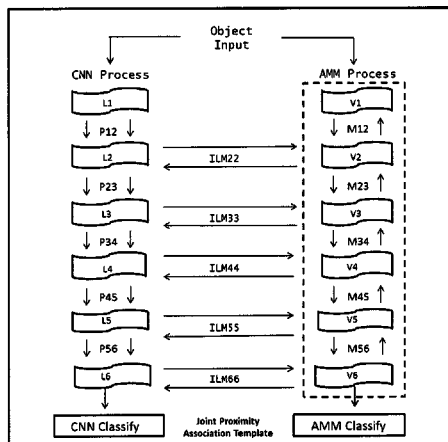 Object
Input
CNN Process
AMM Process
L1
V1
P12
M12
L2
V2
ILM22
P23
M23
L3
V3
ILM33
P34
M34
L4
V4
ILM44
P45
M45
L5
V5
ILM55
P56
M56
L6
V6
ILM66
CNN Classify
Joint Proximity
Association Template
AMM Classify